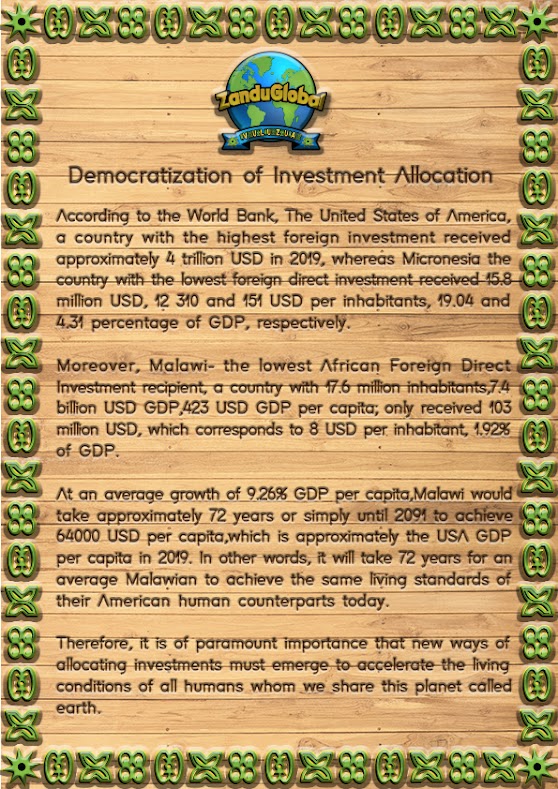 ZanduGlobal
VULUZUA
Democratization of Investment Allocation
According to the World Bank, The United States of America,
a country with the highest foreign investment received
approximately 4 trillion USD in 2019, whereas Micronesia the
country with the lowest foreign direct investment received 15.8
million USD, 12 310 and 151 USD per inhabitants, 19.04 and
4.31 percentage of GDP, respectively.
Moreover, Malawi- the lowest African Foreign Direct
Investment recipient, a country with 17.6 million inhabitants,7.4
billion USD GDP,423 USD GDP per capita; only received 103
million USD, which corresponds to 8 USD per inhabitant, 1.92%
of GDP.
At an average growth of 9.26% GDP per capita,Malawi would
take approximately 72 years or simply until 2091 to achieve
64000 USD per capita,which is approximately the USA GDP
per capita in 2019. In other words, it will take 72 years for an
average Malawian to achieve the same living standards of
their American human counterparts today.
Therefore, it is of paramount importance that new ways of
allocating investments must emerge to accelerate the living
conditions of all humans whom we share this planet called
earth.